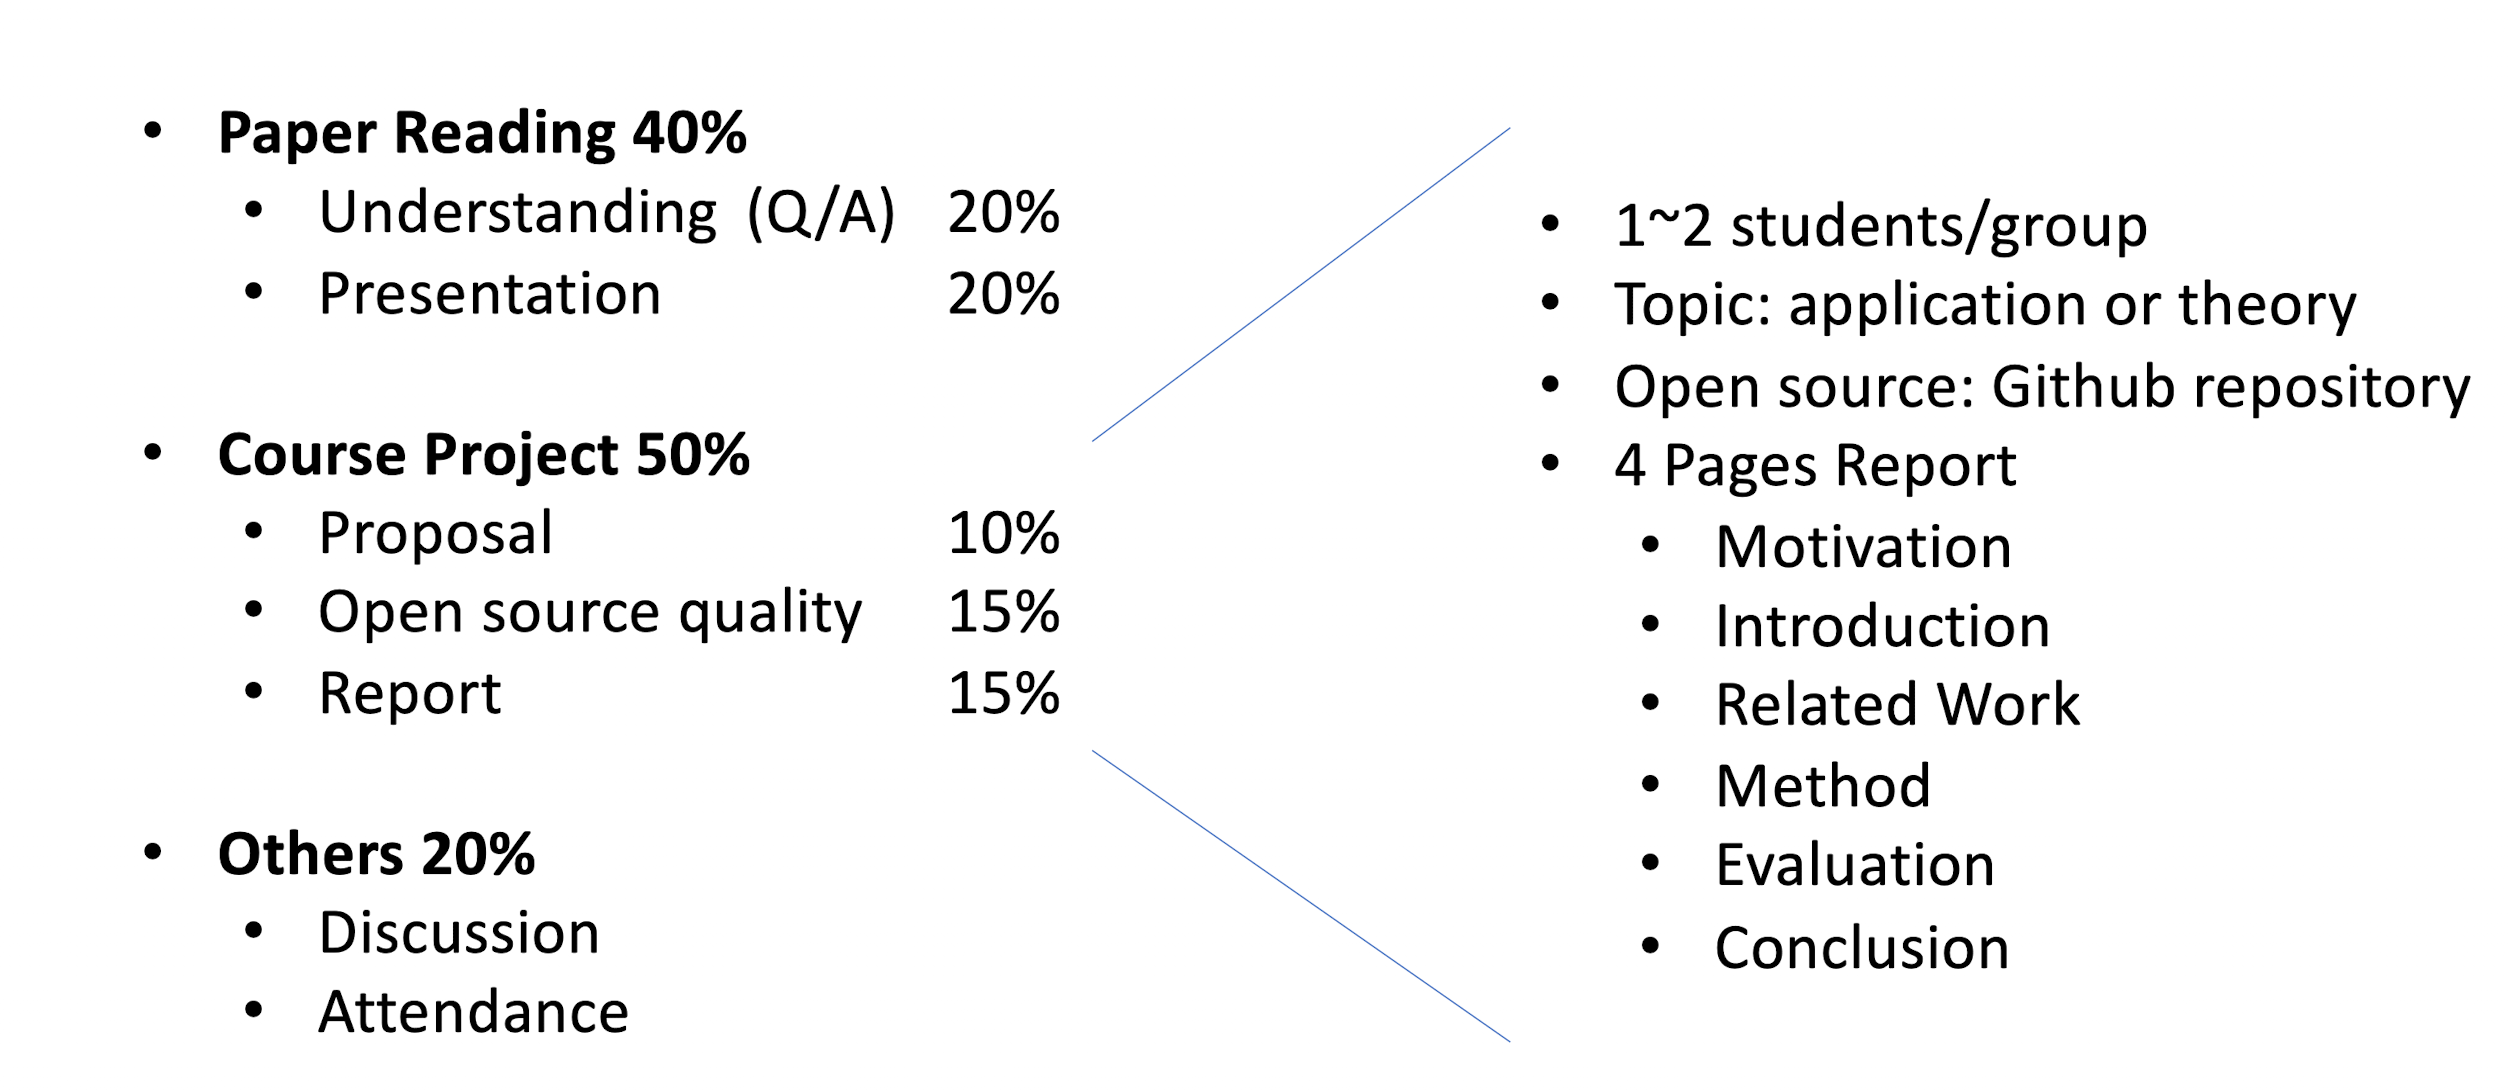 Paper Reading 40%
Understanding (Q/A) 20%
Presentation 20%
Course Project 50%
Proposal 10%
Open source quality 15%
Report 15%
Others 20%
Discussion
Attendance
1~2 students/group
Topic: application or theory
Open source: Github repository
4 Pages Report
Motivation
Introduction
Related Work
Method
Evaluation
Conclusion